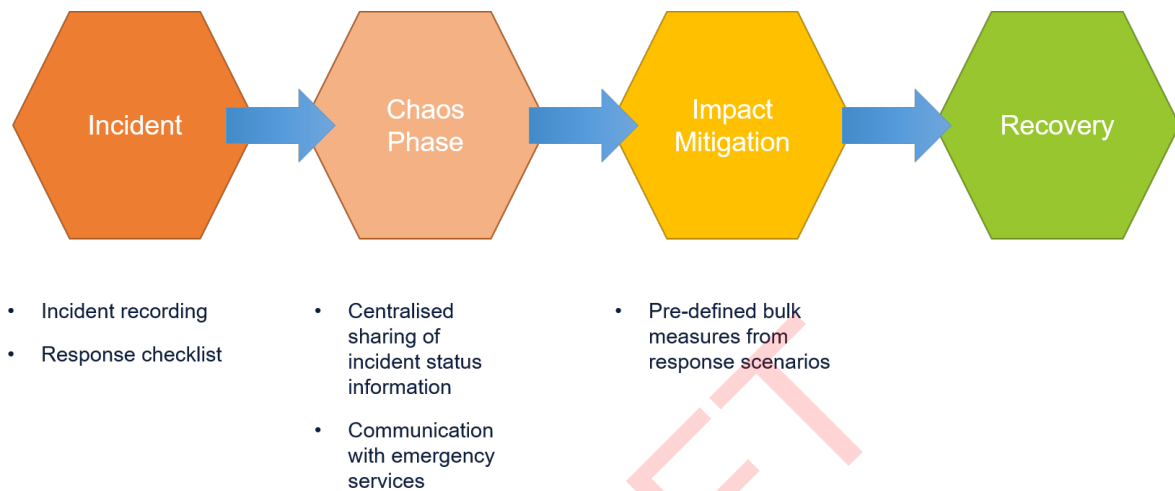 Incident
Chaos
Phase
Impact
Mitigation
Recovery
• Incident recording
• Response checklist
• Centralised
sharing of
incident status
information
• Communication
with emergency
services
• Pre-defined bulk
measures from
response scenarios